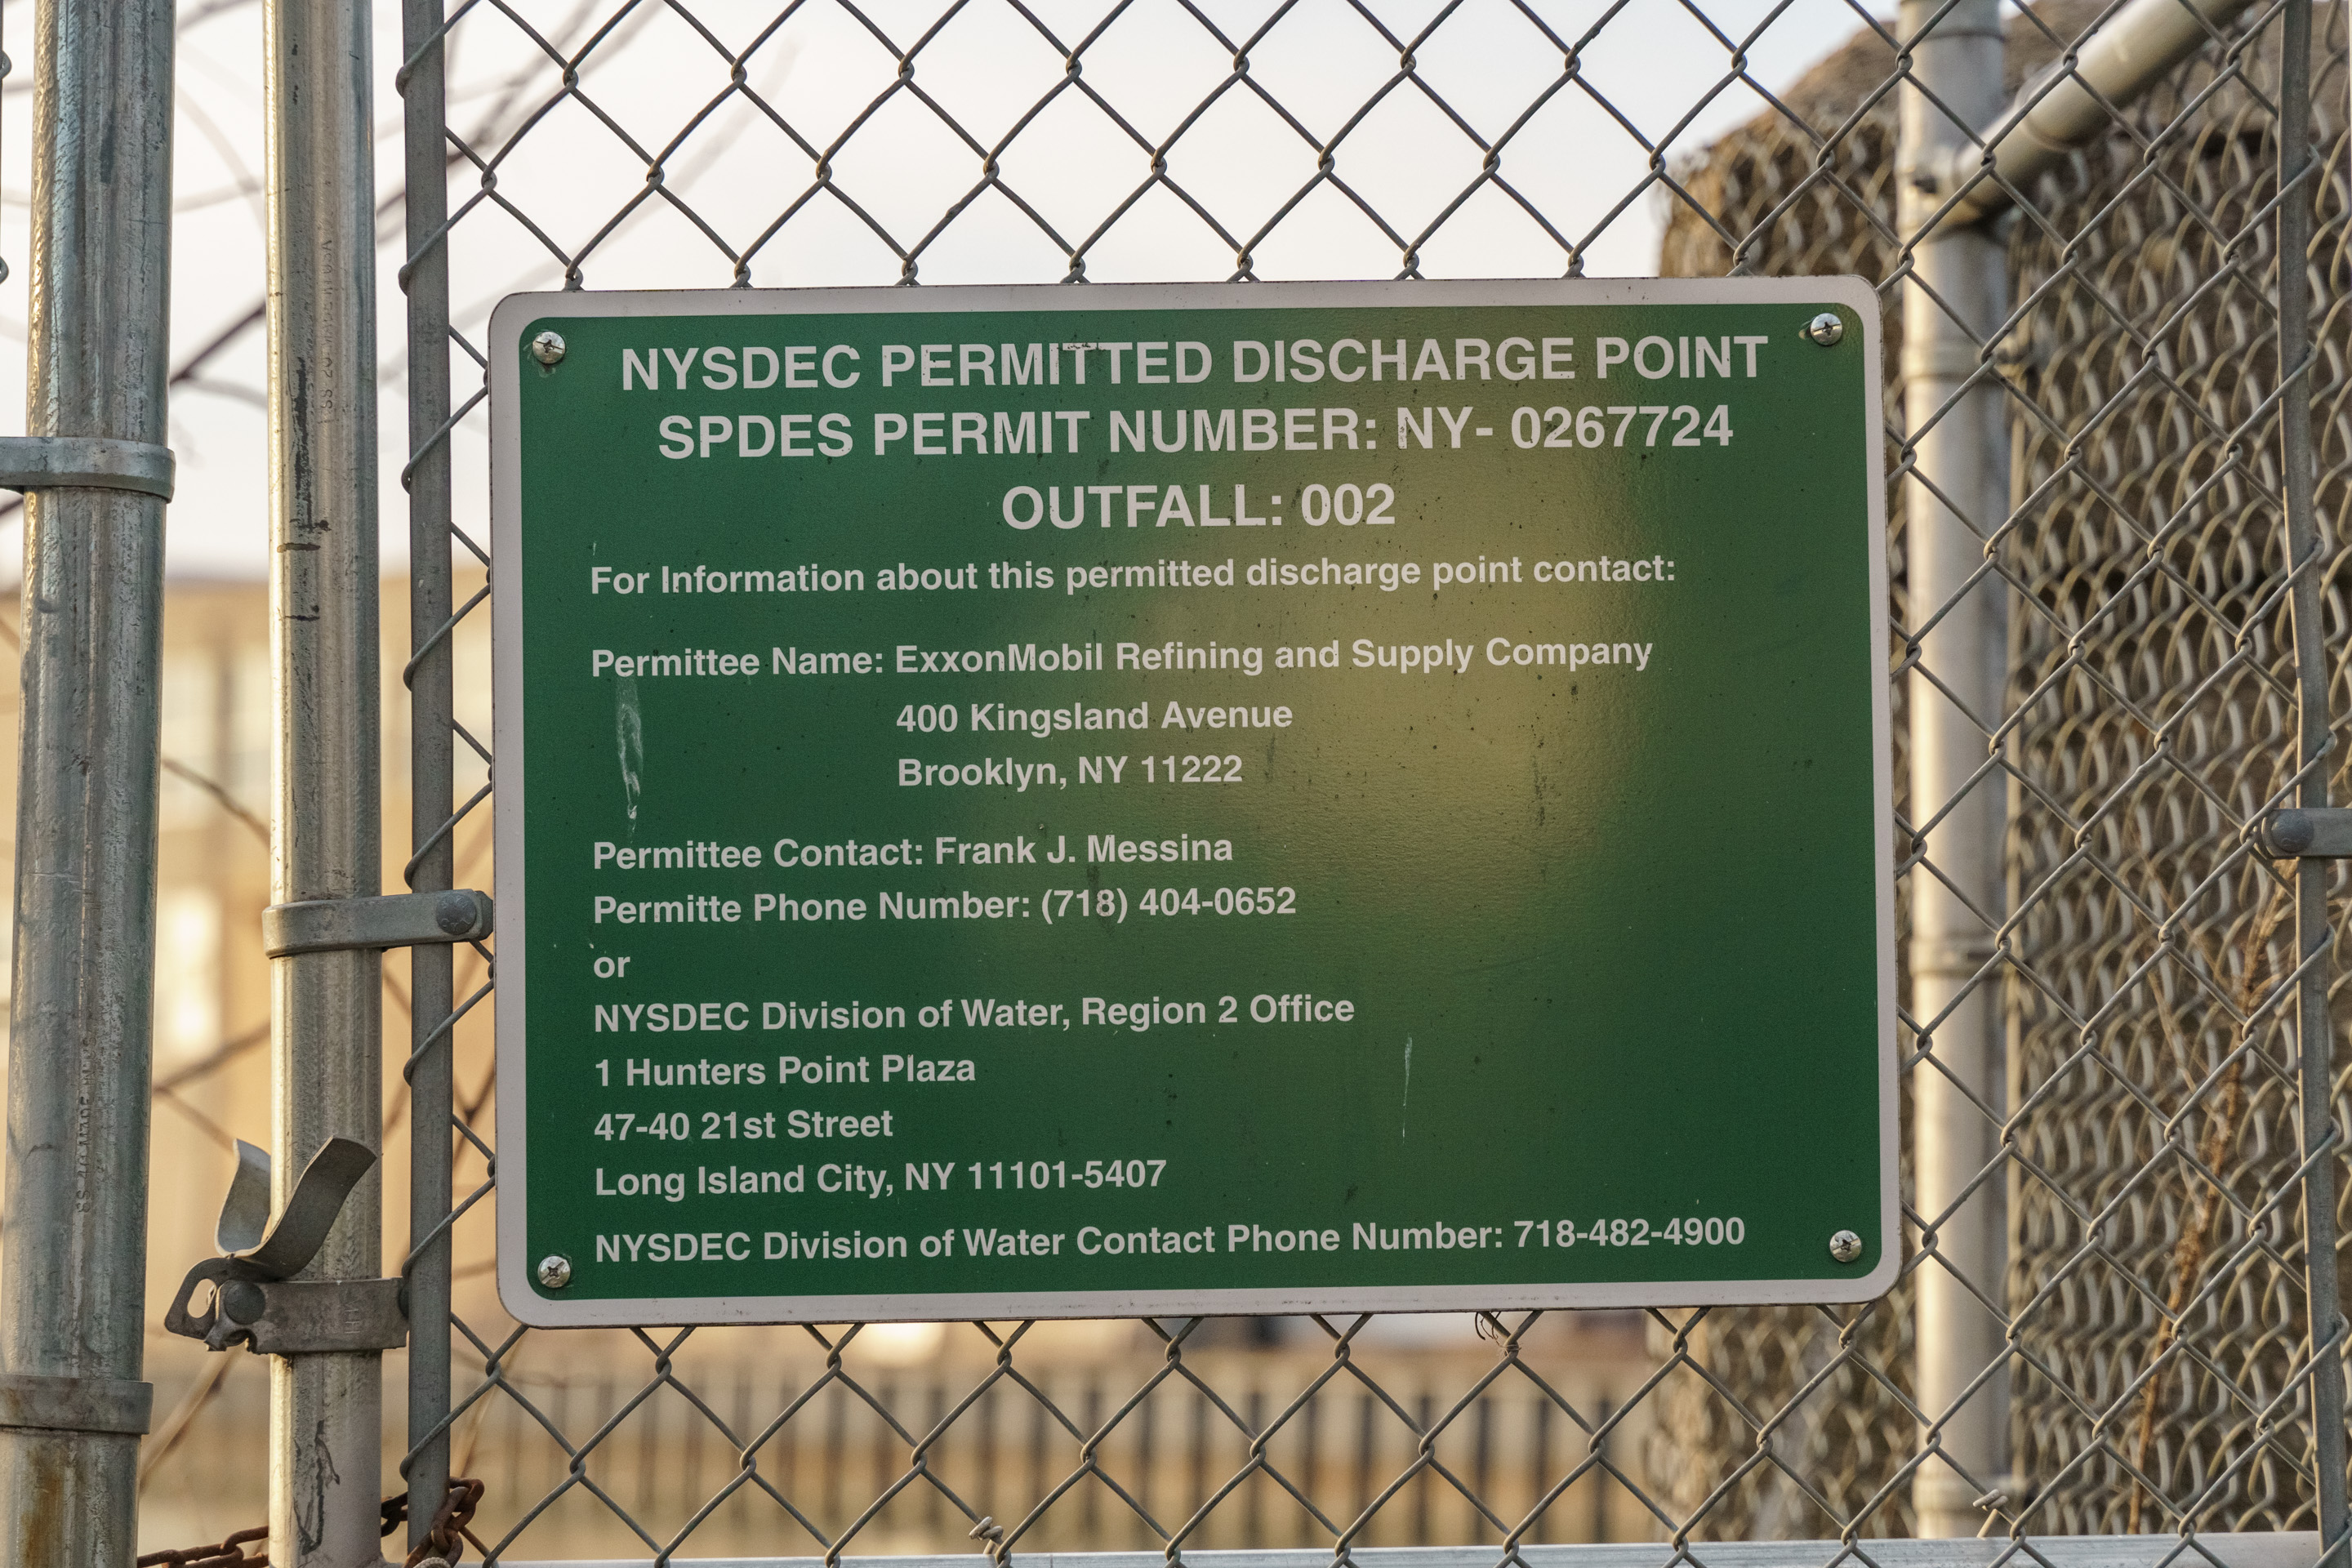 NYSDEC PERMITTED DISCHARGE POINT
SPDES PERMIT NUMBER: NY- 0267724
OUTFALL: 002
For Information about this permitted discharge point contact:
Permittee Name: ExxonMobil Refining and Supply Company
400 Kingsland Avenue
Brooklyn, NY 11222
Permittee Contact: Frank J. Messina
Permitte Phone Number: (718) 404-0652
or
NYSDEC Division of Water, Region 2 Office
1 Hunters Point Plaza
47-40 21st Street
Long Island City, NY 11101-5407
NYSDEC Division of Water Contact Phone Number: 718-482-4900